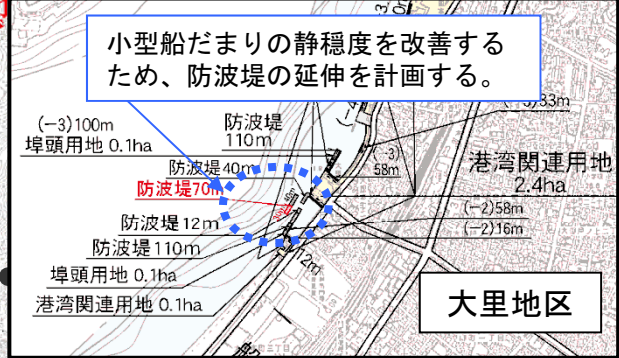 小型船だまりの静穏度を改善する
ため、防波堤の延伸を計画する。
(-3)100m
埠頭用地 0.1ha
防波堤
110m
33m
(-3)
58m
防波堤40m
防波堤70m
港湾関連用地
2.4ha
(-2)58m
(-2)16m
防波堤12m
防波堤110m
埠頭用地 0.1ha
港湾関連用地 0.1ha
12m
大里地区